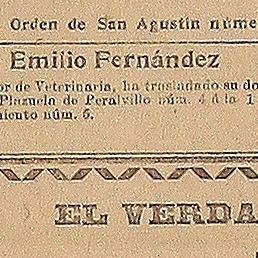 Orden de San Agustín núme
Emilio Fernández
or de Veterinaria, ha trasladado su do
Plazuela de Peralvillo núm. 4 á la 1
miento núm. 5.
EL VERDA